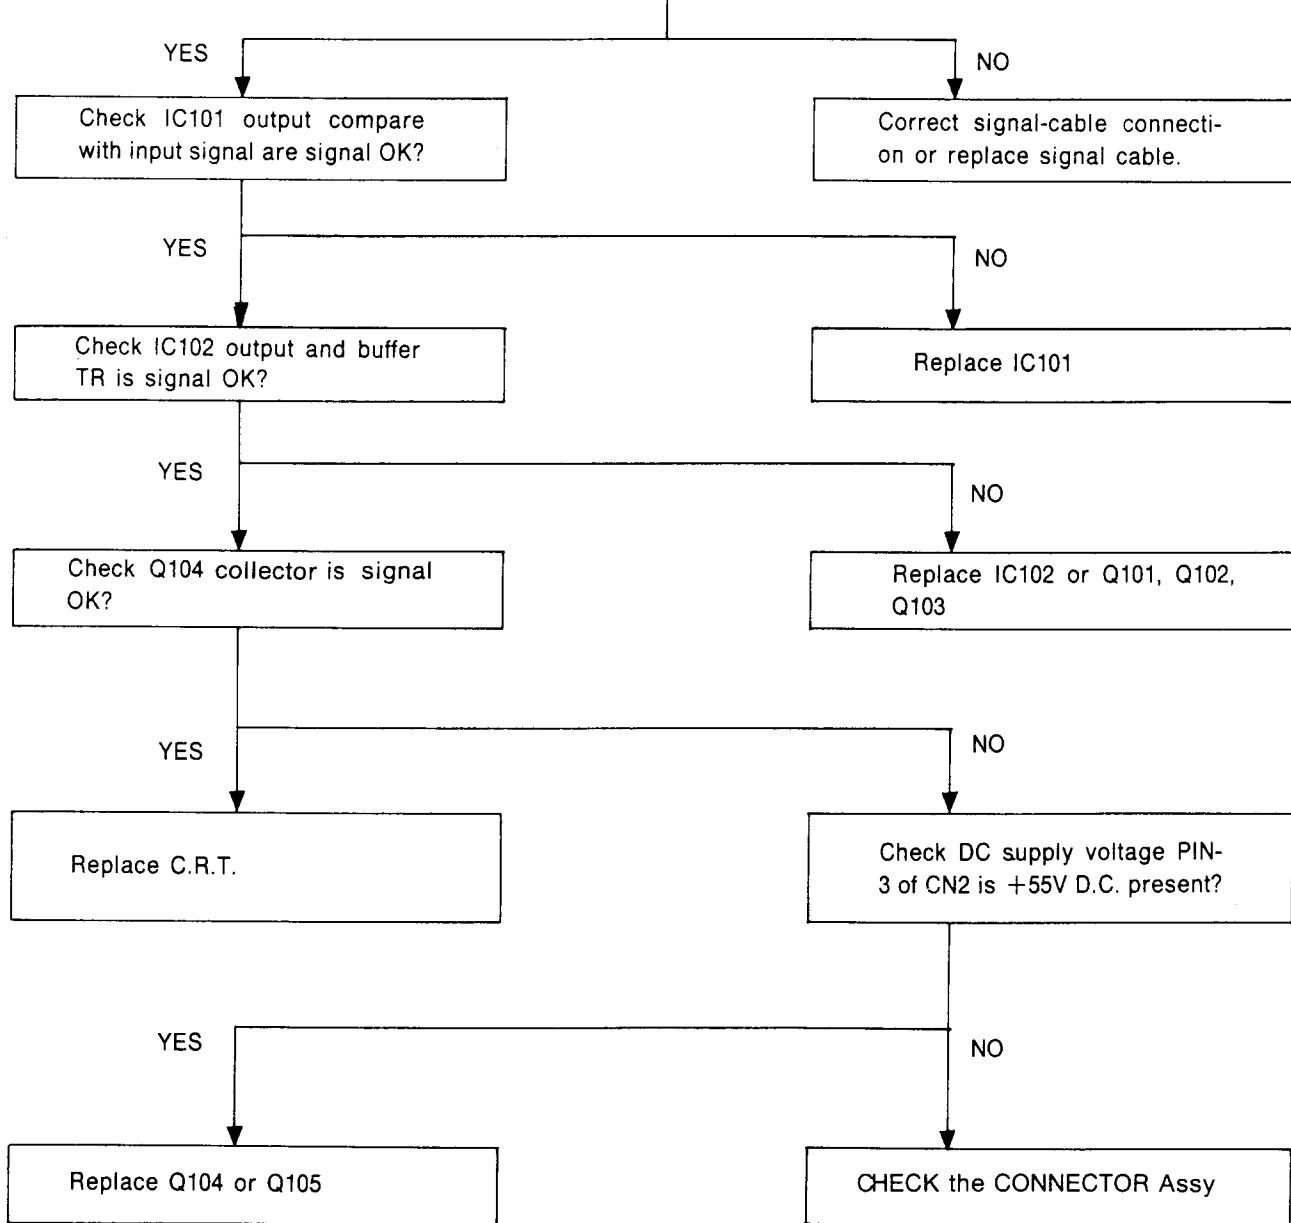 YES
NO
Check IC101 output compare
with input signal are signal OK?
Correct signal-cable connecti-
on or replace signal cable.
YES
NO
Check IC102 output and buffer
TR is signal OK?
Replace IC101
YES
NO
Check Q104 collector is signal
OK?
Replace IC102 or Q101, Q102,
Q103
YES
NO
Replace C.R.T.
Check DC supply voltage PIN-
3 of CN2 is +55V D.C. present?
YES
NO
Replace Q104 or Q105
CHECK the CONNECTOR Assy